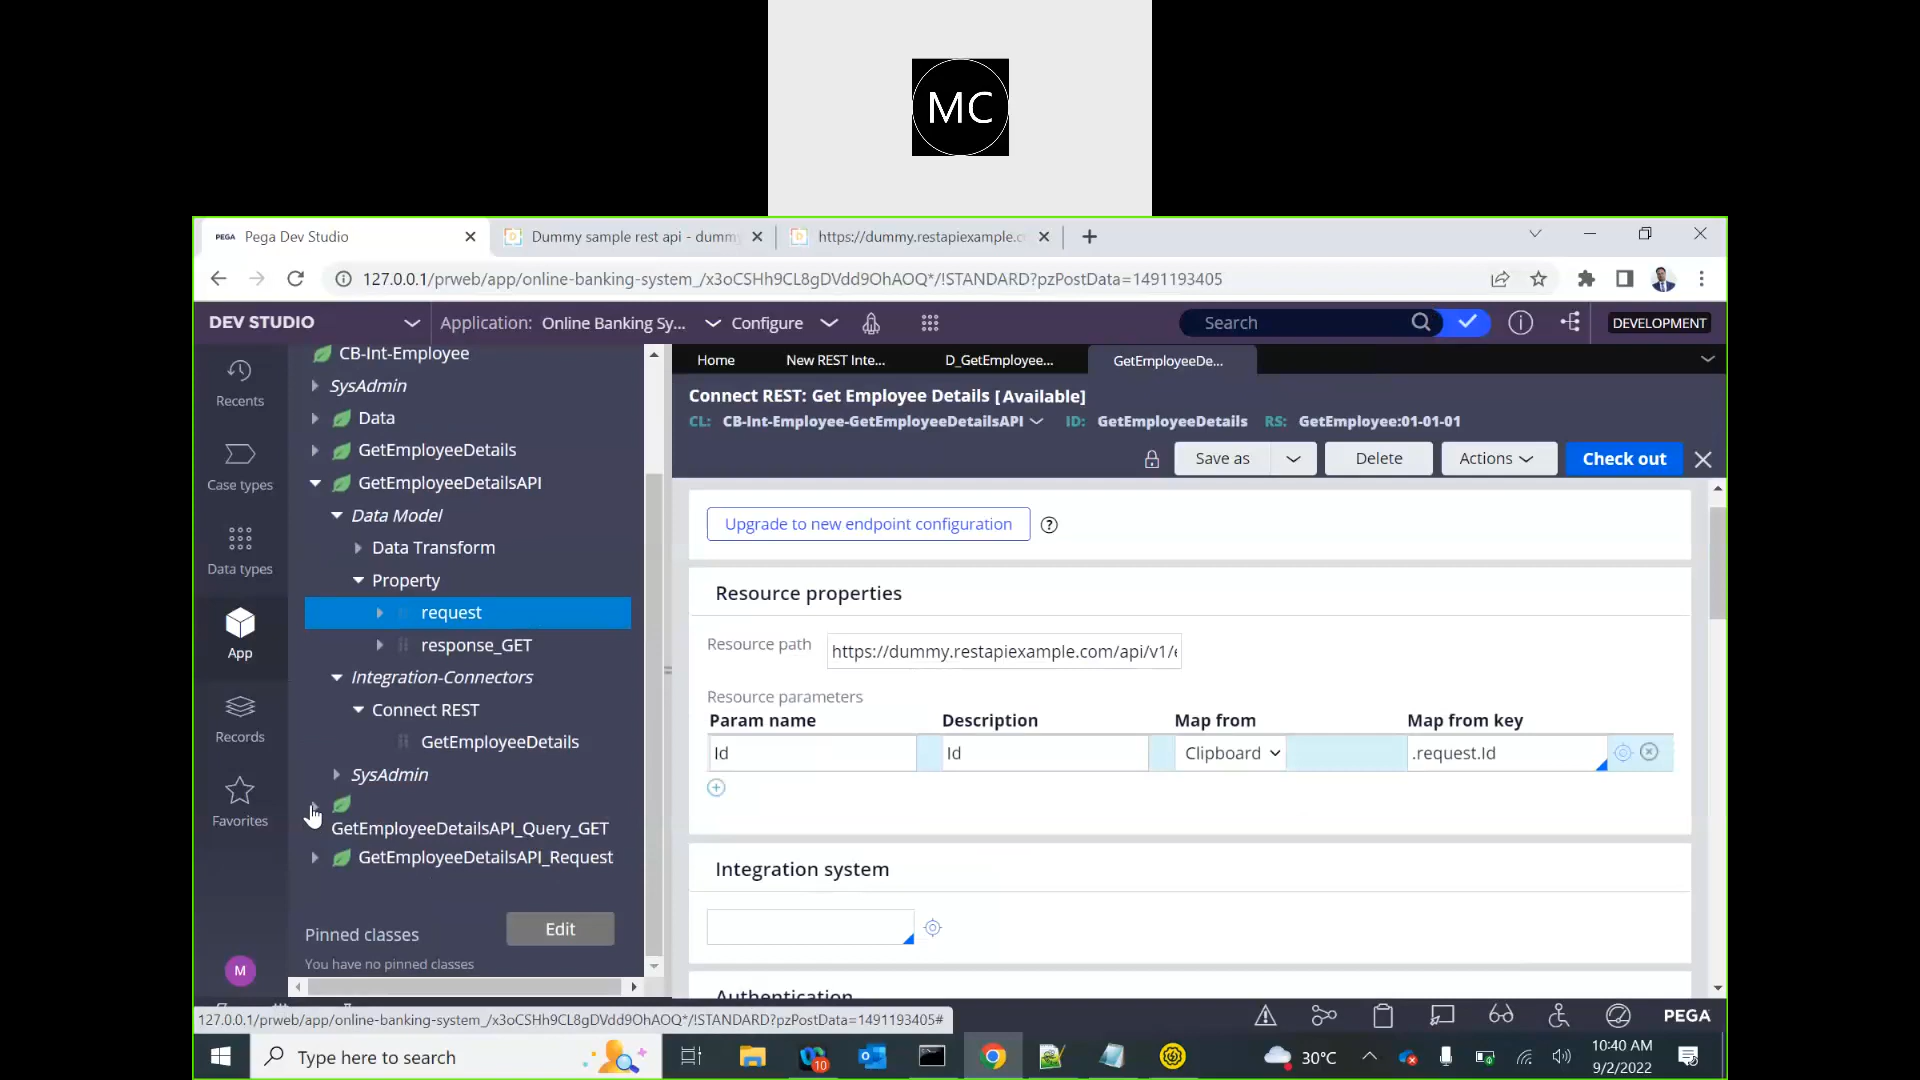 MC
PEGA Pega Dev Studio
Dummy sample rest api - dummy
https://dummy.restapiexample.c
127.0.0.1/prweb/app/online-banking-system_/x3oCSHh9CL8gDVdd9OhAOQ*/!STANDARD?pzPostData=1491193405
DEV STUDIO
Application: Online Banking Sy... Configure
Search
DEVELOPMENT
Recents
Case types
Data types
App
Records
Favorites
M
CB-Int-Employee
SysAdmin
Data
GetEmployeeDetails
GetEmployeeDetailsAPI
Data Model
Data Transform
Property
request
response_GET
Integration-Connectors
Connect REST
GetEmployeeDetails
SysAdmin
GetEmployeeDetailsAPI_Query_GET
GetEmployeeDetailsAPI_Request
Pinned classes Edit
You have no pinned classes
Home New REST Inte... D_GetEmployee... GetEmployeeDe...
Connect REST: Get Employee Details [Available]
CL: CB-Int-Employee-GetEmployeeDetailsAPI ID: GetEmployeeDetails RS: GetEmployee:01-01-01
Save as Delete Actions Check out
Upgrade to new endpoint configuration ?
Resource properties
Resource path https://dummy.restapiexample.com/api/v1/e
Resource parameters
Param name Description Map from Map from key
Id Id Clipboard .request.Id
Integration system
Authentication
127.0.0.1/prweb/app/online-banking-system_/x3oCSHh9CL8gDVdd9OhAOQ*/!STANDARD?pzPostData=1491193405#
PEGA
Type here to search
10
30°C
10:40 AM
9/2/2022